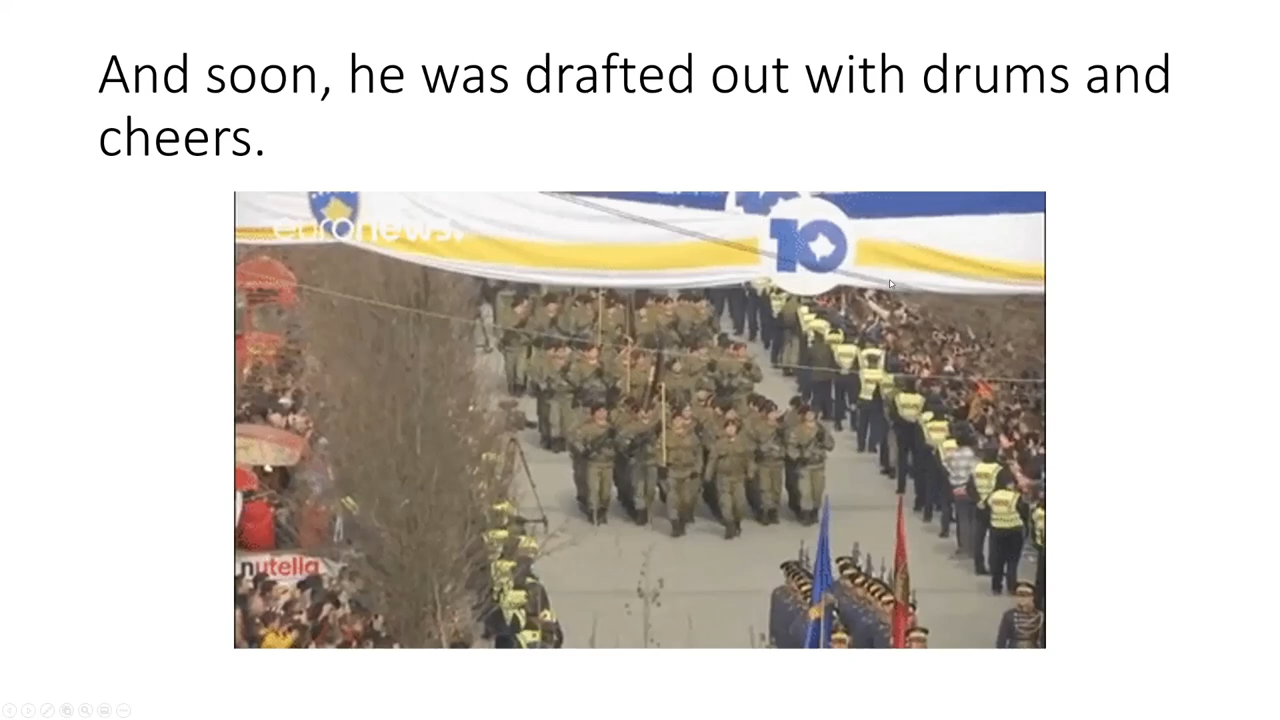 And soon, he was drafted out with drums and
cheers.
euronews.
10
nutella